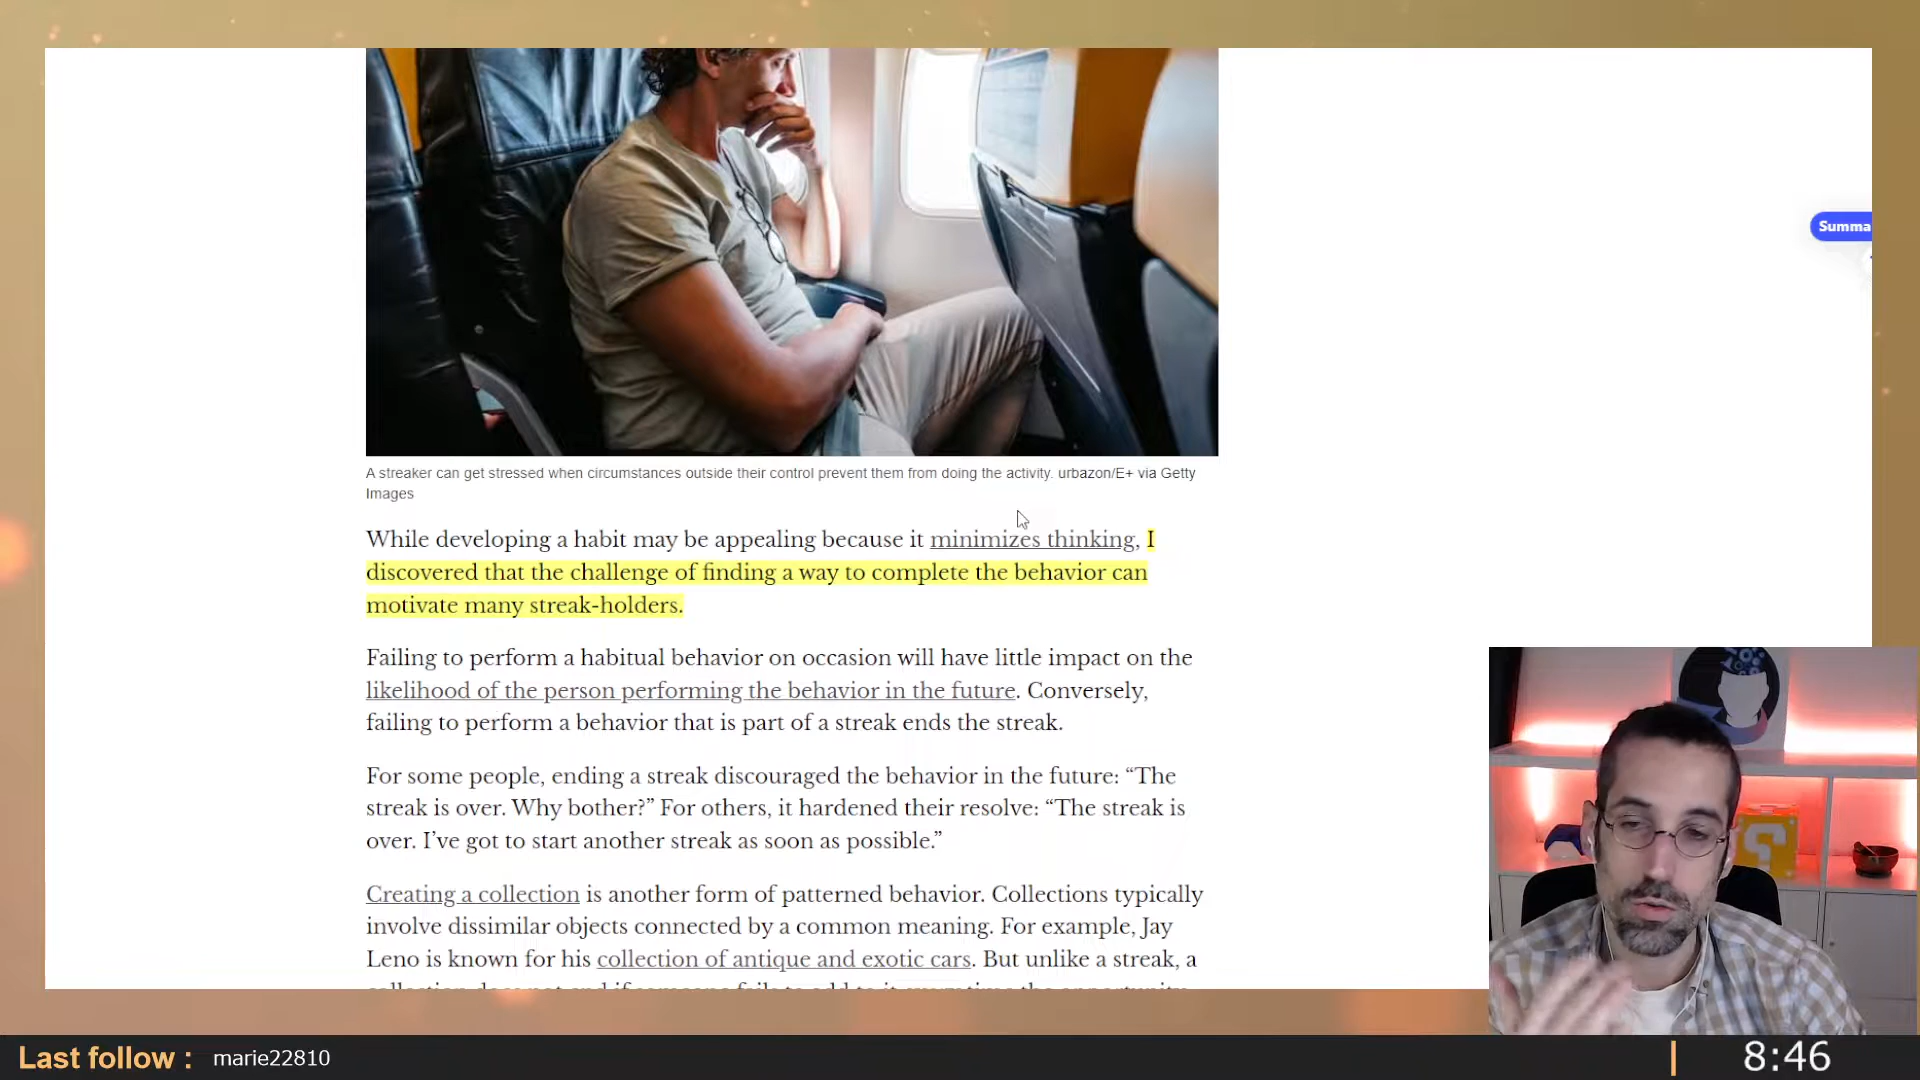 Summa
A streaker can get stressed when circumstances outside their control prevent them from doing the activity. urbazon/E+ via Getty
Images
While developing a habit may be appealing because it minimizes thinking, I
discovered that the challenge of finding a way to complete the behavior can
motivate many streak-holders.
Failing to perform a habitual behavior on occasion will have little impact on the
likelihood of the person performing the behavior in the future. Conversely,
failing to perform a behavior that is part of a streak ends the streak.
For some people, ending a streak discouraged the behavior in the future: “The
streak is over. Why bother?” For others, it hardened their resolve: “The streak is
over. I’ve got to start another streak as soon as possible.”
Creating a collection is another form of patterned behavior. Collections typically
involve dissimilar objects connected by a common meaning. For example, Jay
Leno is known for his collection of antique and exotic cars. But unlike a streak, a
Last follow : marie22810
8:46